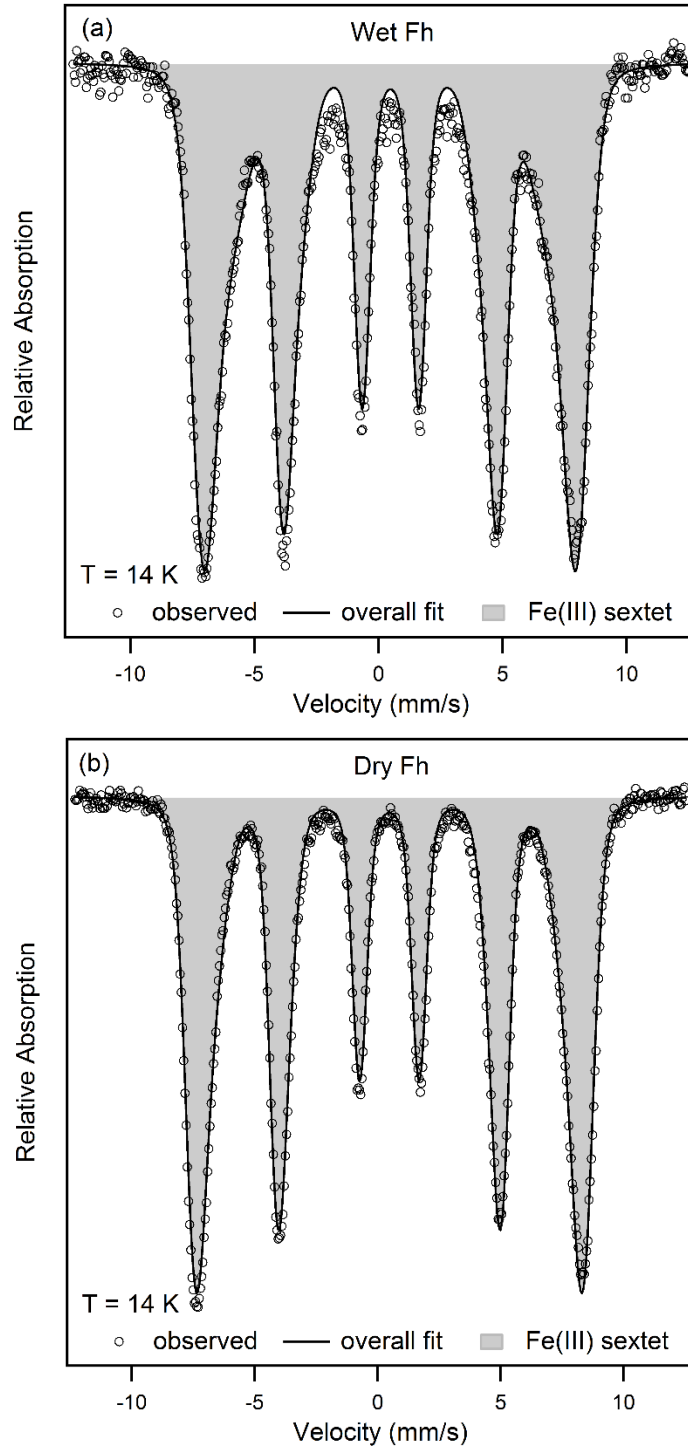 (a) Wet Fh
Relative Absorption
T = 14 K
observed overall fit Fe(III) sextet
-10 -5 0 5 10
Velocity (mm/s)
(b) Dry Fh
Relative Absorption
T = 14 K
observed overall fit Fe(III) sextet
-10 -5 0 5 10
Velocity (mm/s)